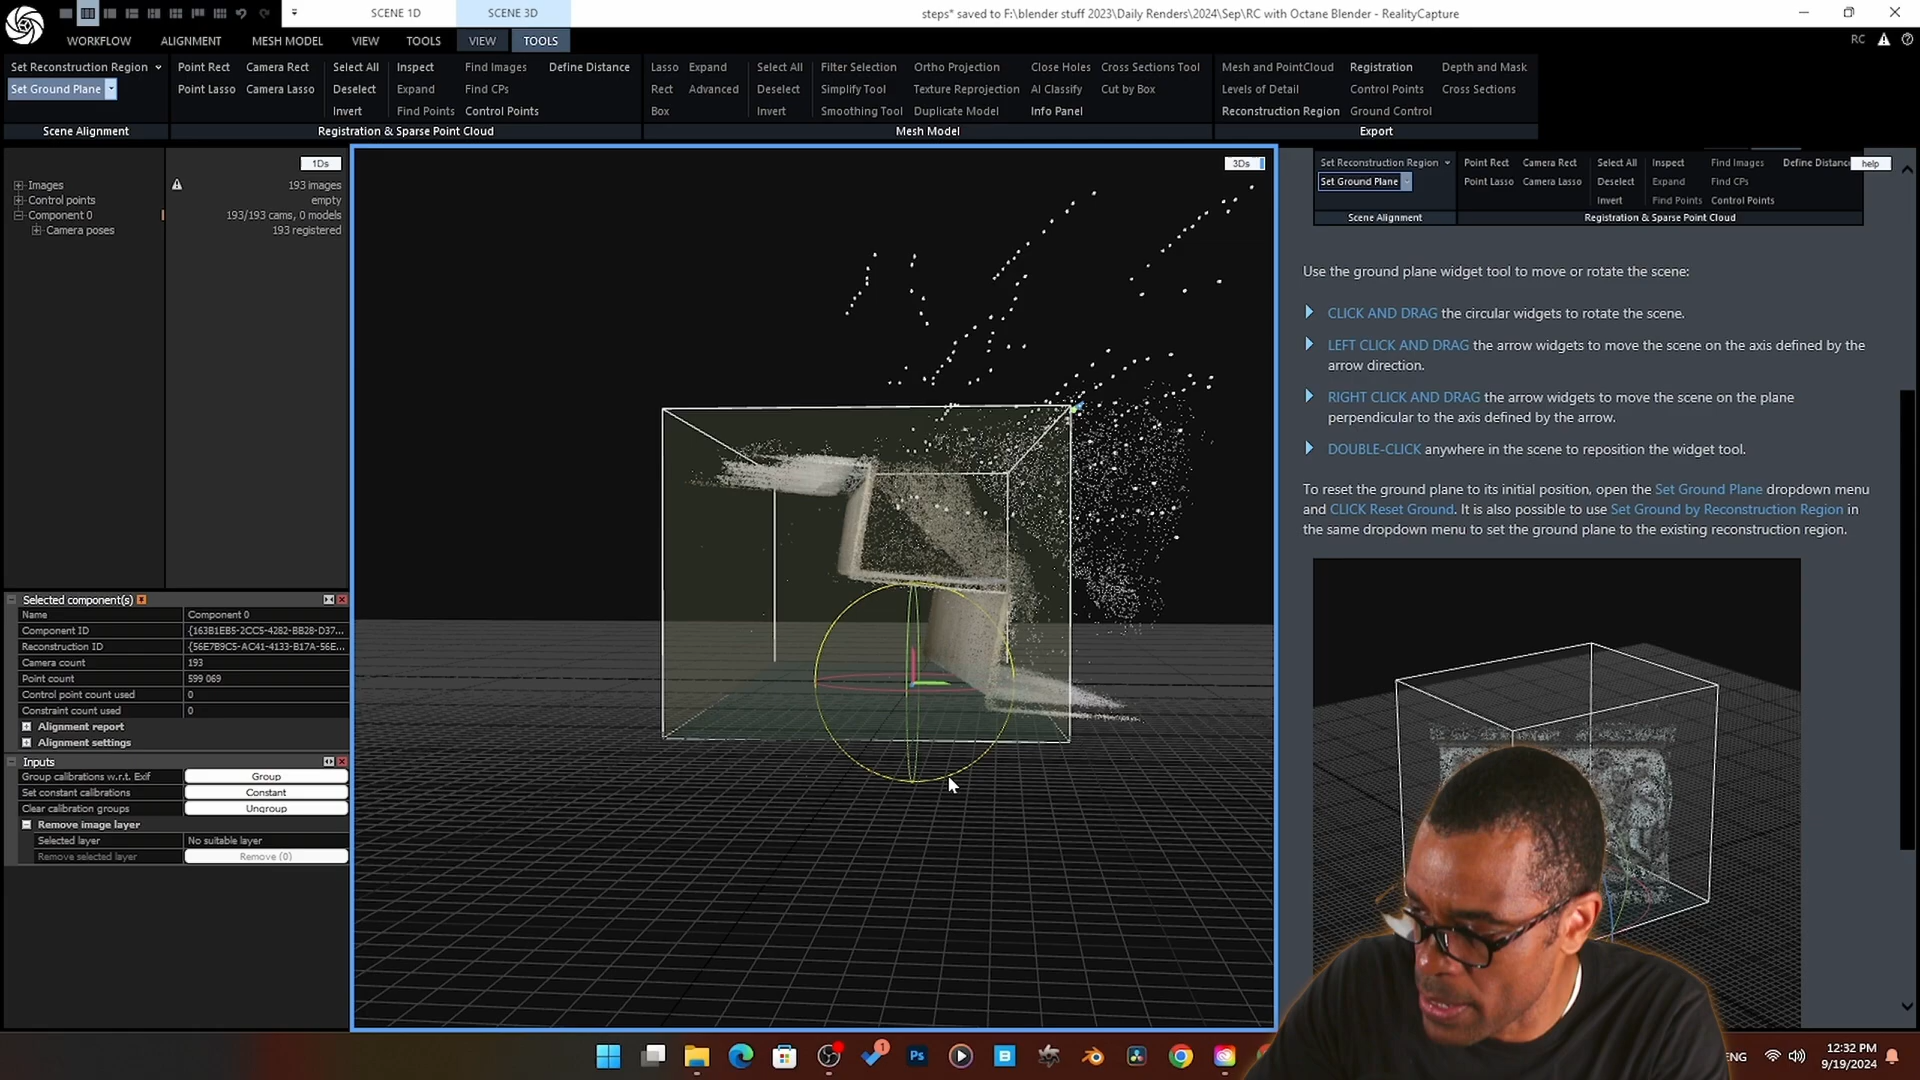 SCENE 1D
SCENE 3D
steps* saved to F:\blender stuff 2023\Daily Renders\2024\Sep\RC with Octane Blender - RealityCapture
WORKFLOW
ALIGNMENT
MESH MODEL
VIEW
TOOLS
VIEW
TOOLS
RC
Set Reconstruction Region
Point Rect
Camera Rect
Select All
Inspect
Find Images
Define Distance
Lasso
Expand
Select All
Filter Selection
Ortho Projection
Close Holes
Cross Sections Tool
Mesh and PointCloud
Registration
Depth and Mask
Set Ground Plane
Point Lasso
Camera Lasso
Deselect
Expand
Find CPs
Rect
Advanced
Deselect
Simplify Tool
Texture Reprojection
AI Classify
Cut by Box
Levels of Detail
Control Points
Cross Sections
Invert
Find Points
Control Points
Box
Invert
Smoothing Tool
Duplicate Model
Info Panel
Reconstruction Region
Ground Control
Scene Alignment
Registration & Sparse Point Cloud
Mesh Model
Export
1Ds
Images
193 images
Control points
empty
Component 0
193/193 cams, 0 models
Camera poses
193 registered
3Ds
Selected component(s)
Name
Component 0
Component ID
{163B1EB5-2CC5-4282-BB28-D37...
Reconstruction ID
{56E7B9C5-AC41-4133-B17A-56E...
Camera count
193
Point count
599 069
Control point count used
0
Constraint count used
0
Alignment report
Alignment settings
Inputs
Group calibrations w.r.t. Exif
Group
Set constant calibrations
Constant
Clear calibration groups
Ungroup
Remove image layer
Selected layer
No suitable layer
Remove selected layer
Remove (0)
Set Reconstruction Region
Point Rect
Camera Rect
Select All
Inspect
Find Images
Define Distance
help
Set Ground Plane
Point Lasso
Camera Lasso
Deselect
Expand
Find CPs
Invert
Find Points
Control Points
Scene Alignment
Registration & Sparse Point Cloud
Use the ground plane widget tool to move or rotate the scene:
CLICK AND DRAG the circular widgets to rotate the scene.
LEFT CLICK AND DRAG the arrow widgets to move the scene on the axis defined by the
arrow direction.
RIGHT CLICK AND DRAG the arrow widgets to move the scene on the plane
perpendicular to the axis defined by the arrow.
DOUBLE-CLICK anywhere in the scene to reposition the widget tool.
To reset the ground plane to its initial position, open the Set Ground Plane dropdown menu
and CLICK Reset Ground. It is also possible to use Set Ground by Reconstruction Region in
the same dropdown menu to set the ground plane to the existing reconstruction region.
1
Ps
B
ENG
12:32 PM
9/19/2024